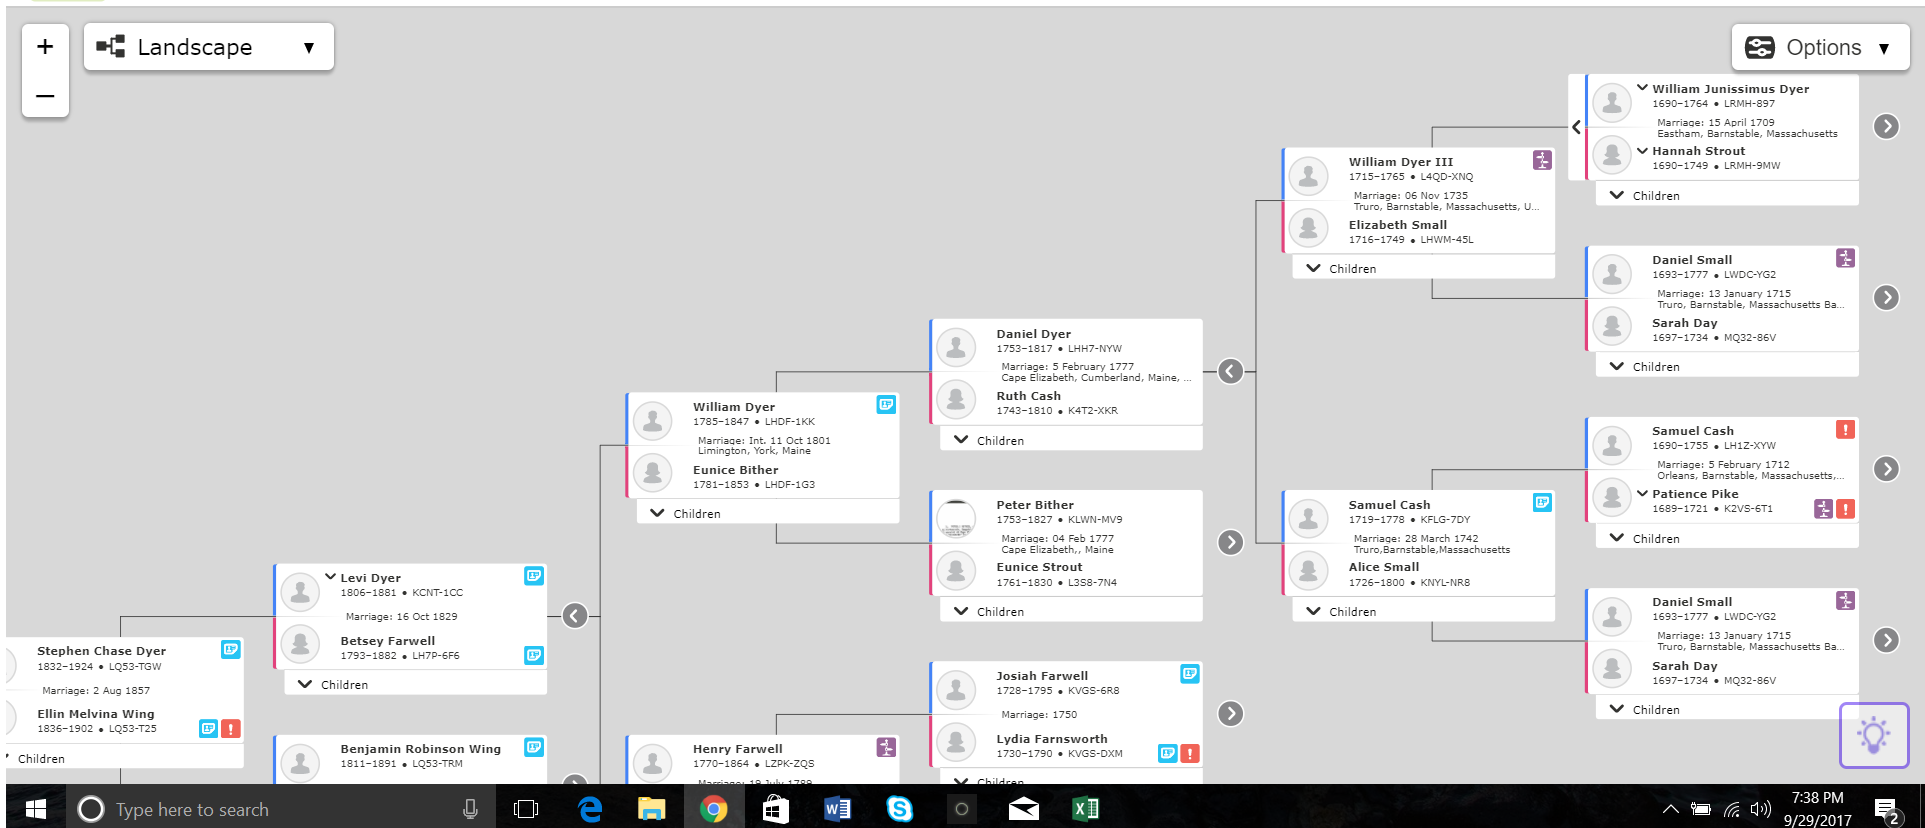 +
−
Landscape ▼
Options ▼
William Junissimus Dyer
1690–1764 • LRMH-897
Marriage: 15 April 1709
Eastham, Barnstable, Massachusetts
Hannah Strout
1690–1749 • LRMH-9MW
Children
William Dyer III
1715–1765 • L4QD-XNQ
Marriage: 06 Nov 1735
Truro, Barnstable, Massachusetts, U...
Elizabeth Small
1716–1749 • LHWM-45L
Children
Daniel Small
1693–1777 • LWDC-YG2
Marriage: 13 January 1715
Truro, Barnstable, Massachusetts Ba...
Sarah Day
1697–1734 • MQ32-86V
Children
Daniel Dyer
1753–1817 • LHH7-NYW
Marriage: 5 February 1777
Cape Elizabeth, Cumberland, Maine, ...
Ruth Cash
1743–1810 • K4T2-XKR
Children
William Dyer
1785–1847 • LHDF-1KK
Marriage: Int. 11 Oct 1801
Limington, York, Maine
Eunice Bither
1781–1853 • LHDF-1G3
Children
Samuel Cash
1690–1755 • LH1Z-XYW
Marriage: 5 February 1712
Orleans, Barnstable, Massachusetts,...
Patience Pike
1689–1721 • K2VS-6T1
Children
Peter Bither
1753–1827 • KLWN-MV9
Marriage: 04 Feb 1777
Cape Elizabeth,, Maine
Eunice Strout
1761–1830 • L3S8-7N4
Children
Samuel Cash
1719–1778 • KFLG-7DY
Marriage: 28 March 1742
Truro,Barnstable,Massachusetts
Alice Small
1726–1800 • KNYL-NR8
Children
Levi Dyer
1806–1881 • KCNT-1CC
Marriage: 16 Oct 1829
Betsey Farwell
1793–1882 • LH7P-6F6
Children
Daniel Small
1693–1777 • LWDC-YG2
Marriage: 13 January 1715
Truro, Barnstable, Massachusetts Ba...
Sarah Day
1697–1734 • MQ32-86V
Children
Stephen Chase Dyer
1832–1924 • LQ53-TGW
Marriage: 2 Aug 1857
Ellin Melvina Wing
1836–1902 • LQ53-T25
Children
Josiah Farwell
1728–1795 • KVGS-6R8
Marriage: 1750
Lydia Farnsworth
1730–1790 • KVGS-DXM
Children
Benjamin Robinson Wing
1811–1891 • LQ53-TRM
Henry Farwell
1770–1864 • LZPK-ZQS
Marriage: 19 July 1789
Type here to search
7:38 PM
9/29/2017
2